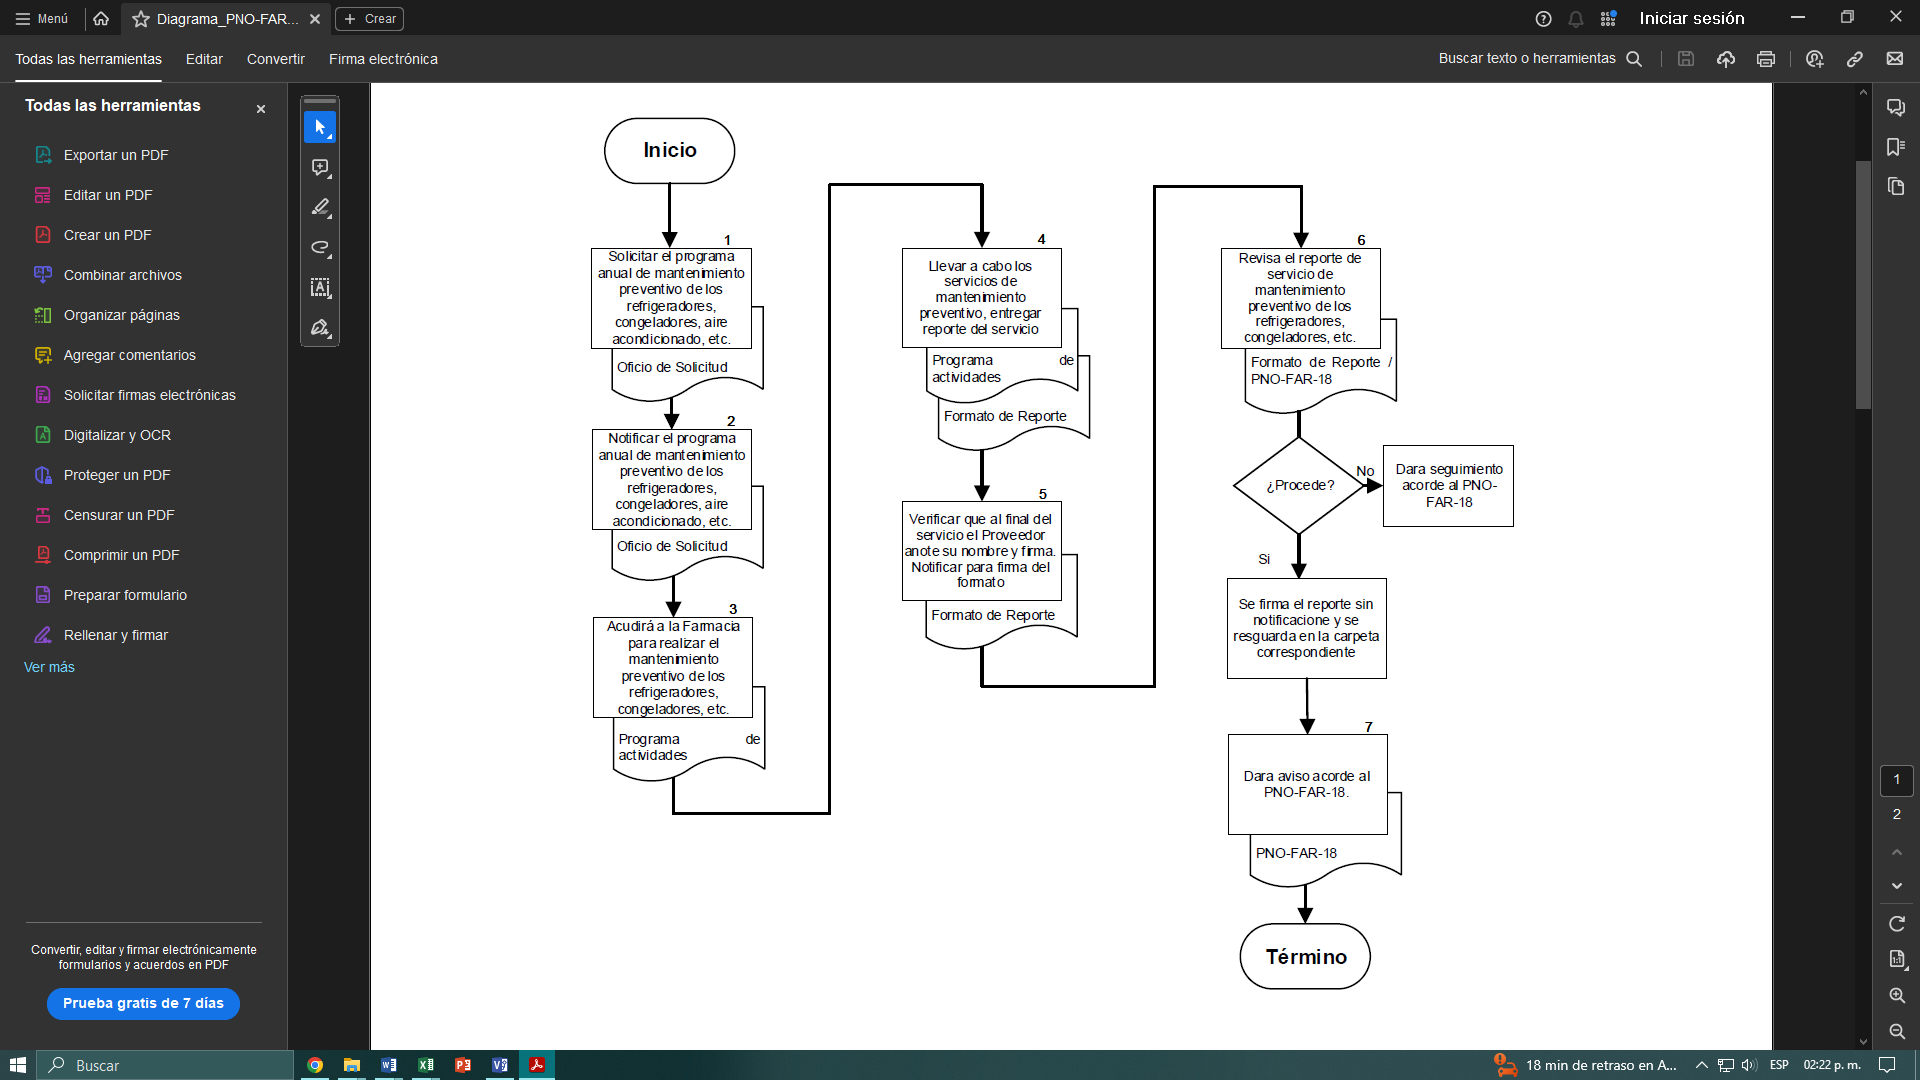 Menú
Diagrama_PNO-FAR...
Crear
Iniciar sesión
Todas las herramientas
Editar
Convertir
Firma electrónica
Buscar texto o herramientas
Todas las herramientas
Exportar un PDF
Editar un PDF
Crear un PDF
Combinar archivos
Organizar páginas
Agregar comentarios
Solicitar firmas electrónicas
Digitalizar y OCR
Proteger un PDF
Censurar un PDF
Comprimir un PDF
Preparar formulario
Rellenar y firmar
Ver más
Convertir, editar y firmar electrónicamente
formularios y acuerdos en PDF
Prueba gratis de 7 días
Inicio
1
Solicitar el programa
anual de mantenimiento
preventivo de los
refrigeradores,
congeladores, aire
acondicionado, etc.
Oficio de Solicitud
2
Notificar el programa
anual de mantenimiento
preventivo de los
refrigeradores,
congeladores, aire
acondicionado, etc.
Oficio de Solicitud
3
Acudirá a la Farmacia
para realizar el
mantenimiento
preventivo de los
refrigeradores,
congeladores, etc.
Programa de
actividades
4
Llevar a cabo los
servicios de
mantenimiento
preventivo, entregar
reporte del servicio
Programa de
actividades
Formato de Reporte
5
Verificar que al final del
servicio el Proveedor
anote su nombre y firma.
Notificar para firma del
formato
Formato de Reporte
6
Revisa el reporte de
servicio de
mantenimiento
preventivo de los
refrigeradores,
congeladores, etc.
Formato de Reporte /
PNO-FAR-18
¿Procede?
No
Dara seguimiento
acorde al PNO-
FAR-18
Si
Se firma el reporte sin
notificacione y se
resguarda en la carpeta
correspondiente
7
Dara aviso acorde al
PNO-FAR-18.
PNO-FAR-18
Término
1
2
Buscar
18 min de retraso en A...
ESP
02:22 p. m.